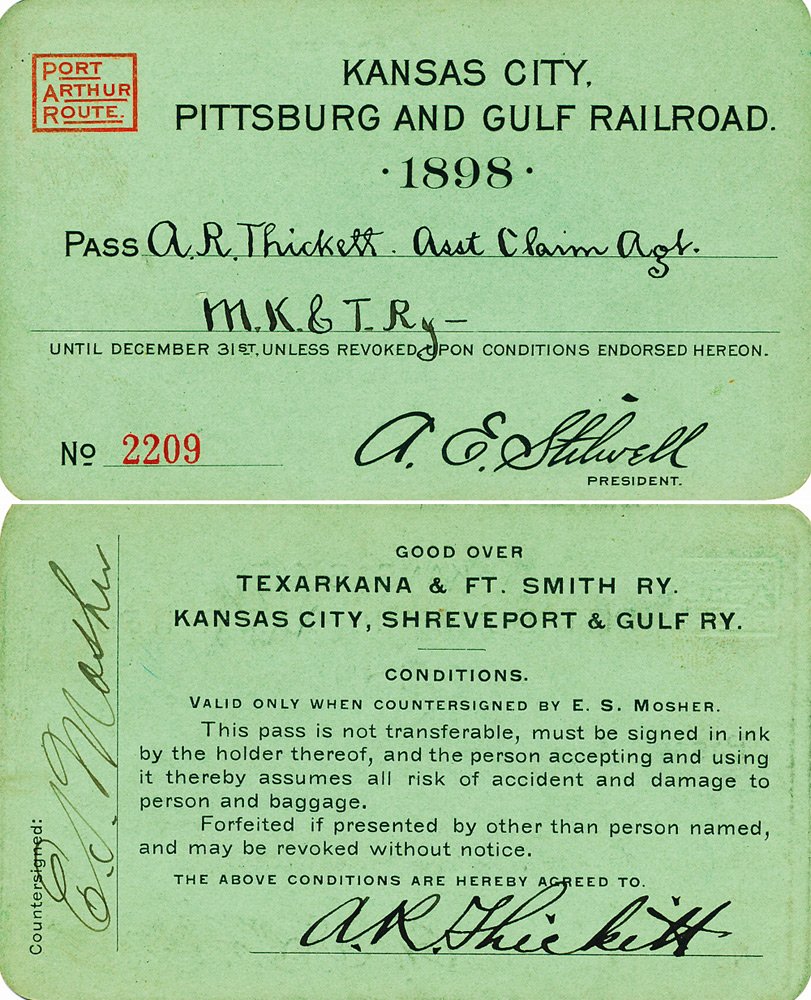 PORT
ARTHUR
ROUTE.
KANSAS CITY,
PITTSBURG AND GULF RAILROAD.
· 1898 ·
PASS A. R. Thickett. Asst Claim Agt.
M. K. & T. Ry —
UNTIL DECEMBER 31ST, UNLESS REVOKED UPON CONDITIONS ENDORSED HEREON.
No 2209
A. E. Stilwell
PRESIDENT.
GOOD OVER
TEXARKANA & FT. SMITH RY.
KANSAS CITY, SHREVEPORT & GULF RY.
CONDITIONS.
VALID ONLY WHEN COUNTERSIGNED BY E. S. MOSHER.
This pass is not transferable, must be signed in ink
by the holder thereof, and the person accepting and using
it thereby assumes all risk of accident and damage to
person and baggage.
Forfeited if presented by other than person named,
and may be revoked without notice.
THE ABOVE CONDITIONS ARE HEREBY AGREED TO.
A. R. Thickett
Countersigned:
E. S. Mosher